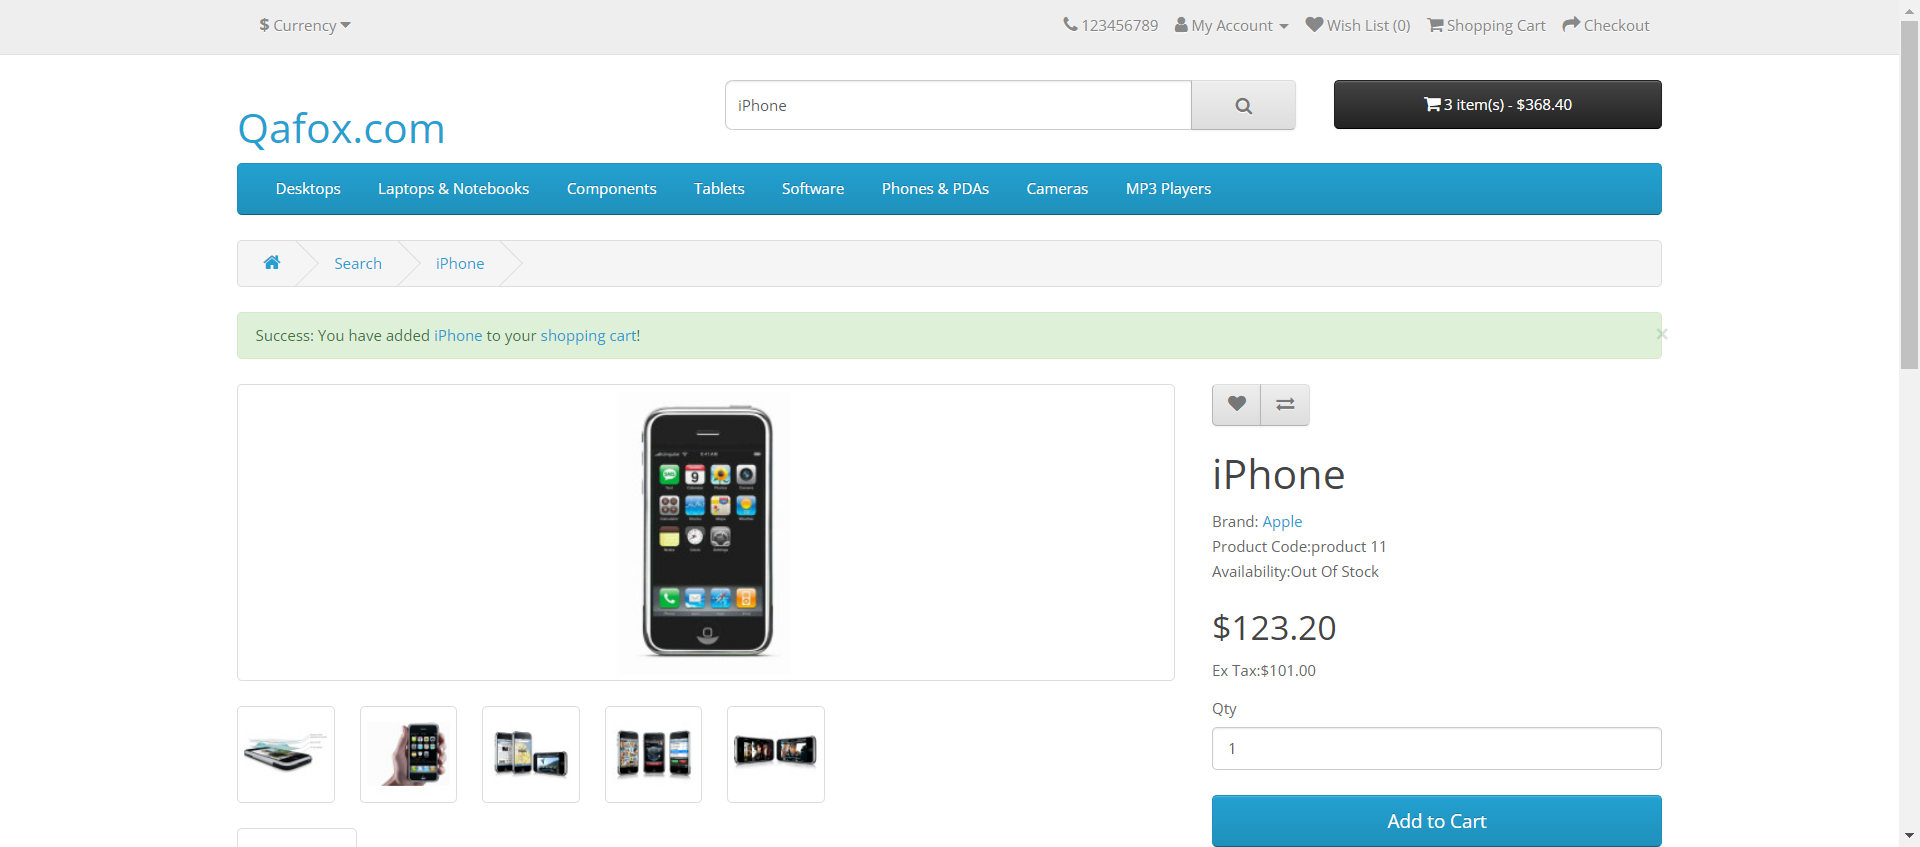 $ Currency
123456789 My Account Wish List (0) Shopping Cart Checkout
Qafox.com
iPhone
3 item(s) - $368.40
Desktops Laptops & Notebooks Components Tablets Software Phones & PDAs Cameras MP3 Players
Search iPhone
Success: You have added iPhone to your shopping cart!
×
iPhone
Brand: Apple
Product Code:product 11
Availability:Out Of Stock
$123.20
Ex Tax:$101.00
Qty
1
Add to Cart